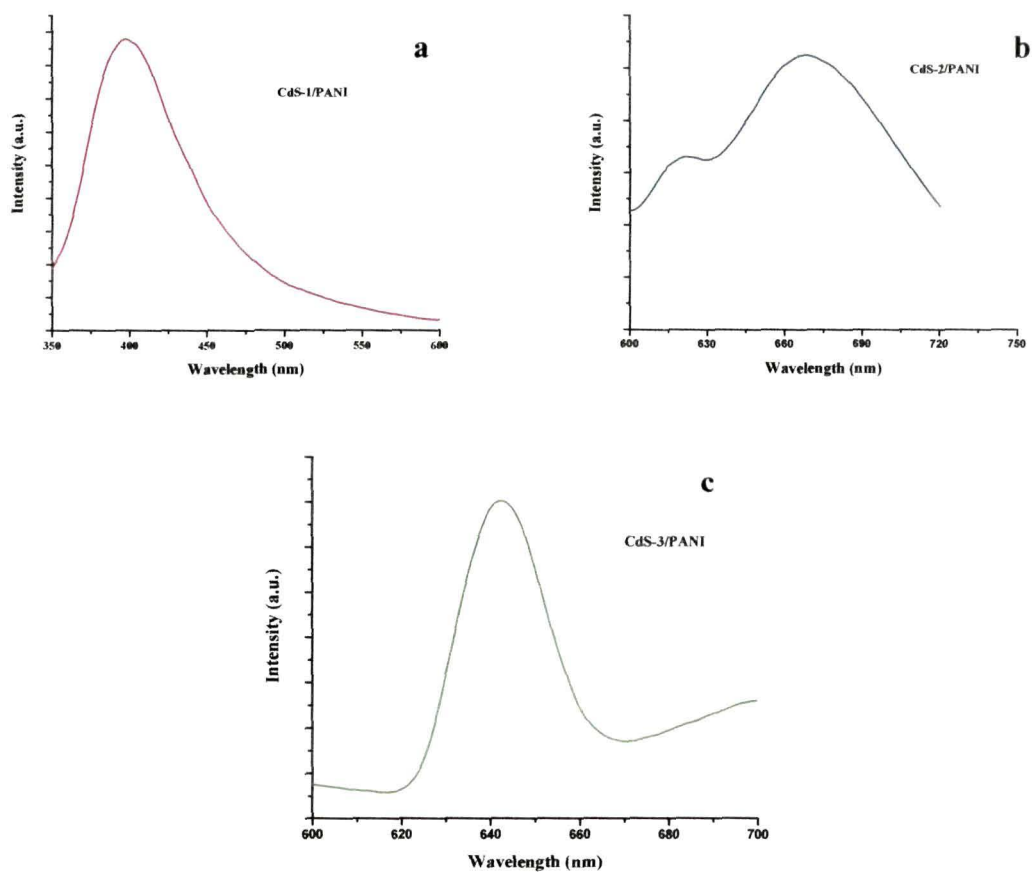 a
CdS-1/PANI
Intensity (a.u.)
350 400 450 500 550 600
Wavelength (nm)
b
CdS-2/PANI
Intensity (a.u.)
600 630 660 690 720 750
Wavelength (nm)
c
CdS-3/PANI
Intensity (a.u.)
600 620 640 660 680 700
Wavelength (nm)